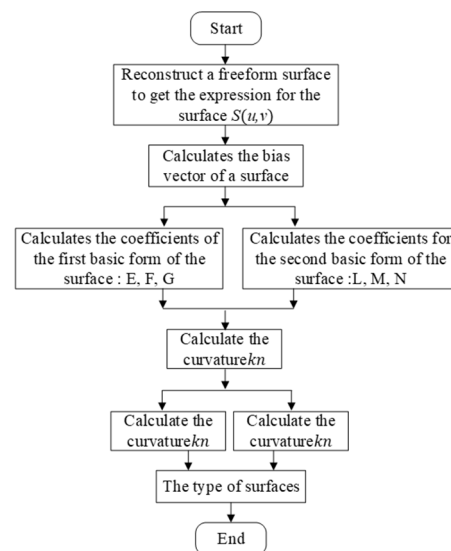 Start
Reconstruct a freeform surface
to get the expression for the
surface S(u,v)
Calculates the bias
vector of a surface
Calculates the coefficients of
the first basic form of the
surface : E, F, G
Calculates the coefficients for
the second basic form of the
surface :L, M, N
Calculate the
curvaturekn
Calculate the
curvaturekn
Calculate the
curvaturekn
The type of surfaces
End